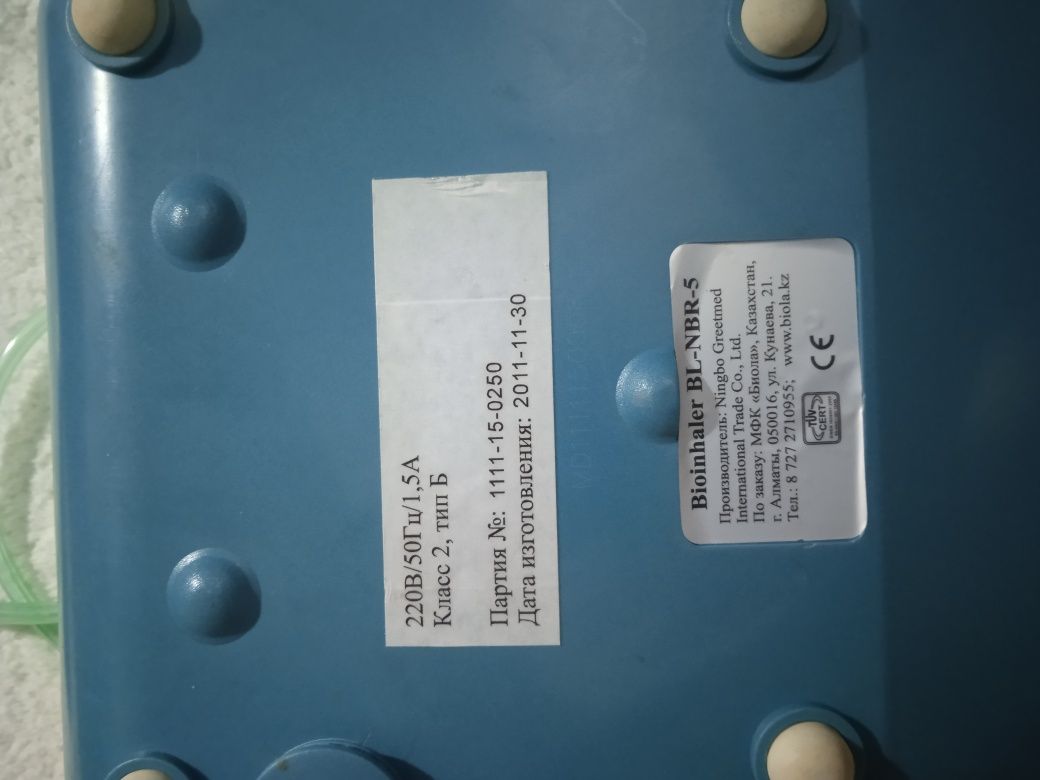 220В/50Гц/1,5А
Класс 2, тип Б
Партия №: 1111-15-0250
Дата изготовления: 2011-11-30
Bioinhaler BL-NBR-5
Производитель: Ningbo Greetmed
International Trade Co., Ltd.
По заказу: МФК «Биола», Казахстан,
г. Алматы, 050016, ул. Кунаева, 21.
Тел.: 8 727 2710955; www.biola.kz
TÜV
CERT
CE